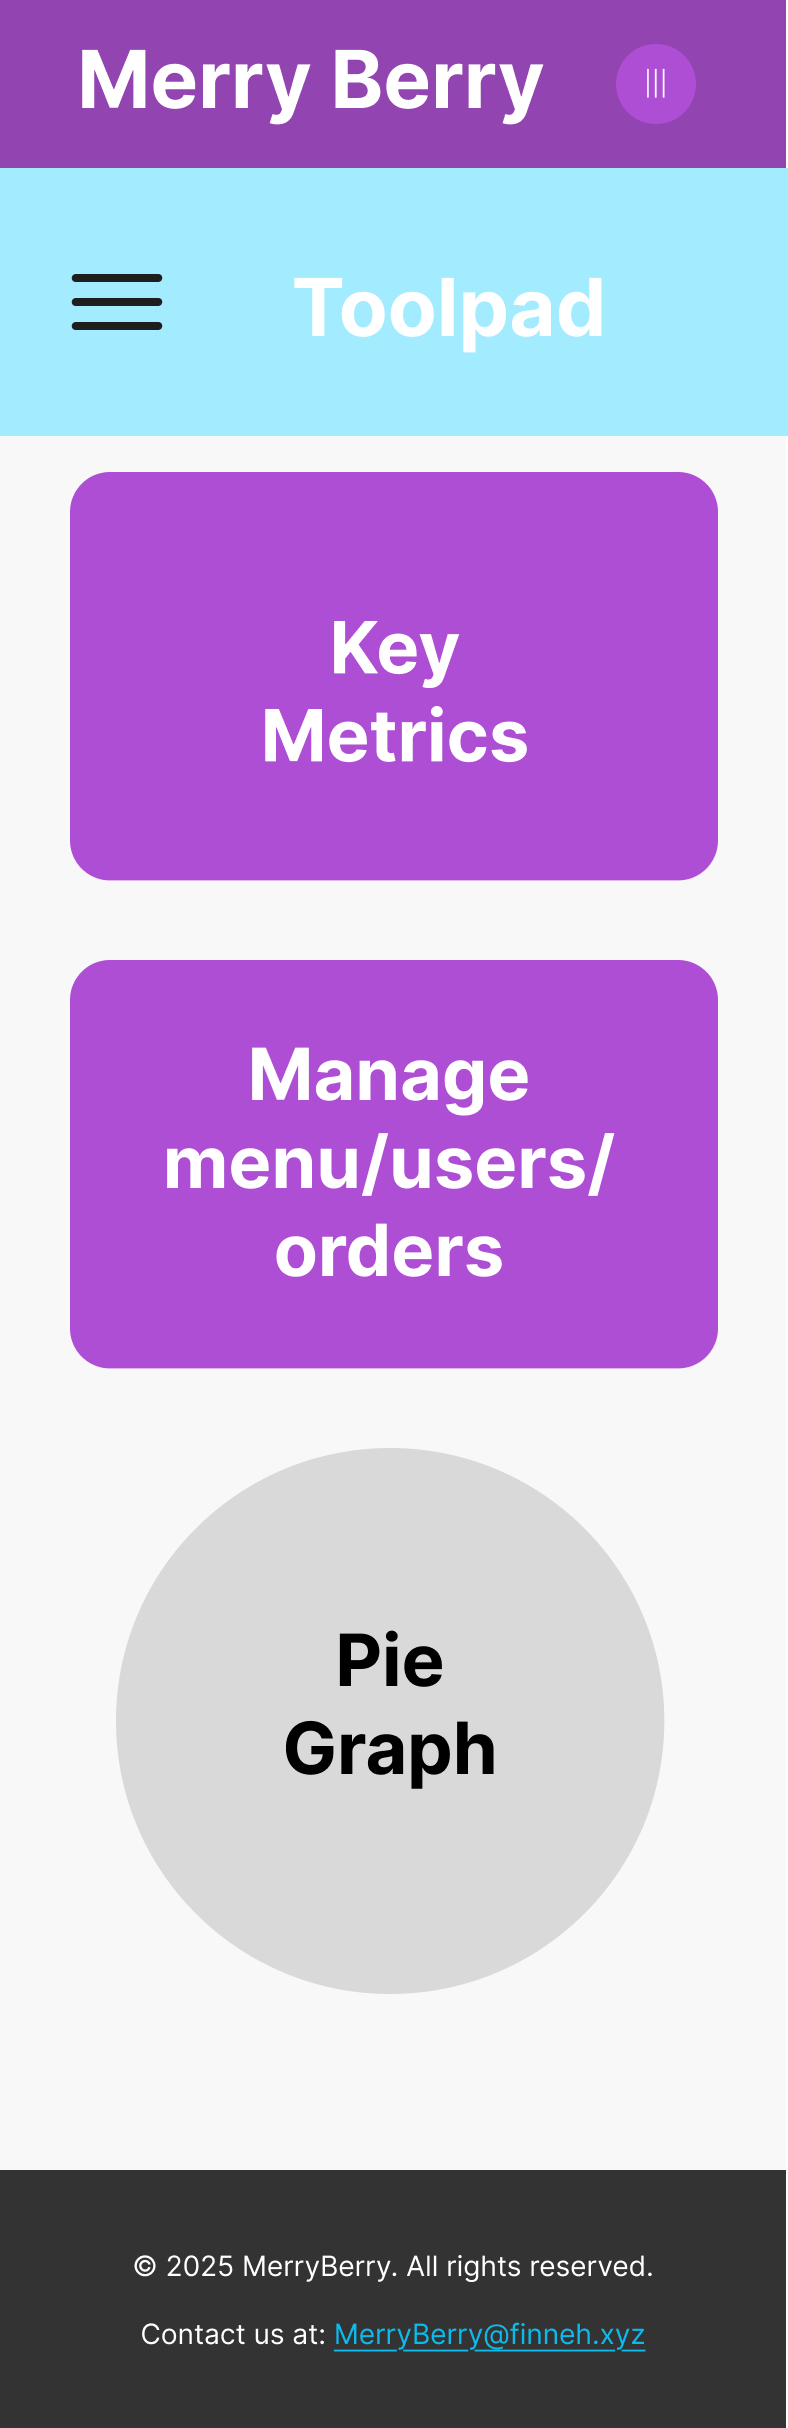 Merry Berry
Toolpad
Key
Metrics
Manage
menu/users/
orders
Pie
Graph
© 2025 MerryBerry. All rights reserved.
Contact us at: MerryBerry@finneh.xyz